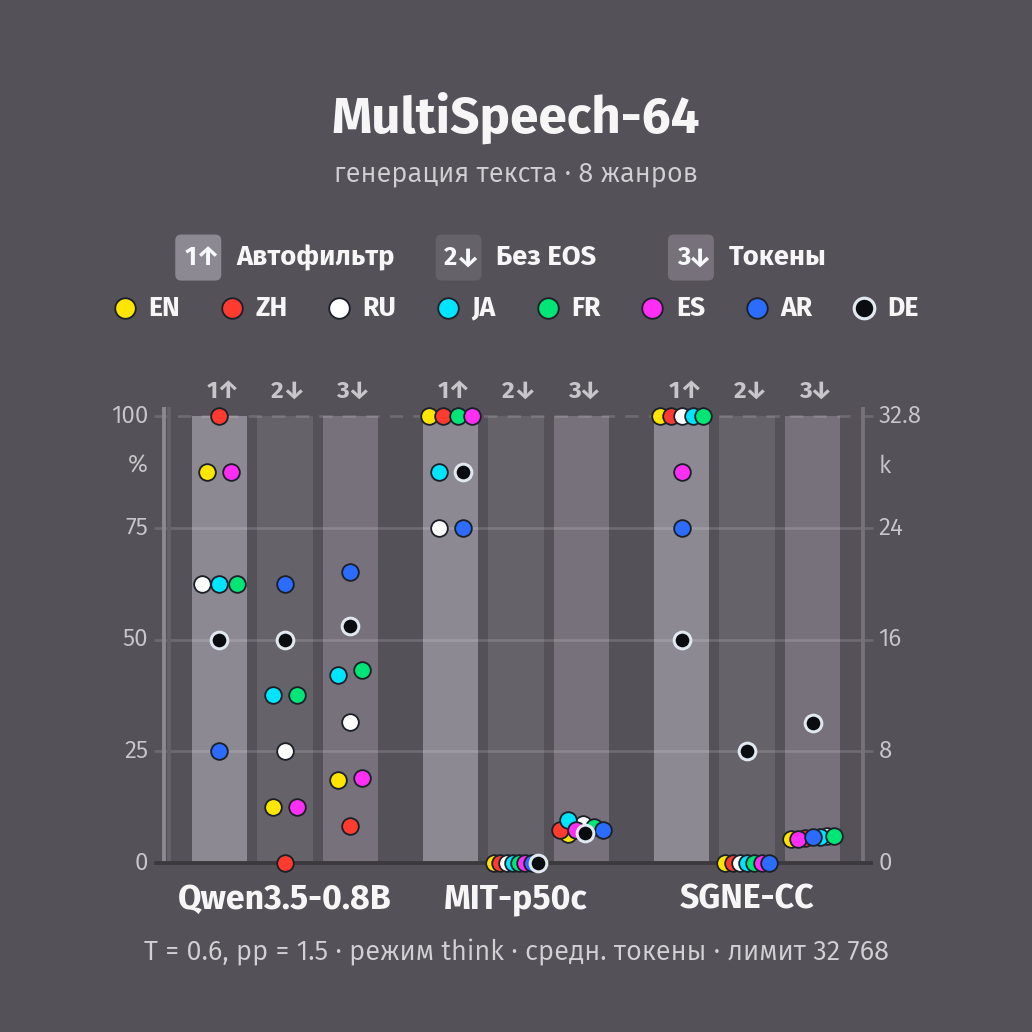 MultiSpeech-64
генерация текста · 8 жанров
1↑ Автофильтр 2↓ Без EOS 3↓ Токены
EN ZH RU JA FR ES AR DE
1↑ 2↓ 3↓ 1↑ 2↓ 3↓ 1↑ 2↓ 3↓
100 32.8
% k
75 24
50 16
25 8
0 0
Qwen3.5-0.8B MIT-p50c SGNE-CC
T = 0.6, pp = 1.5 · режим think · средн. токены · лимит 32 768